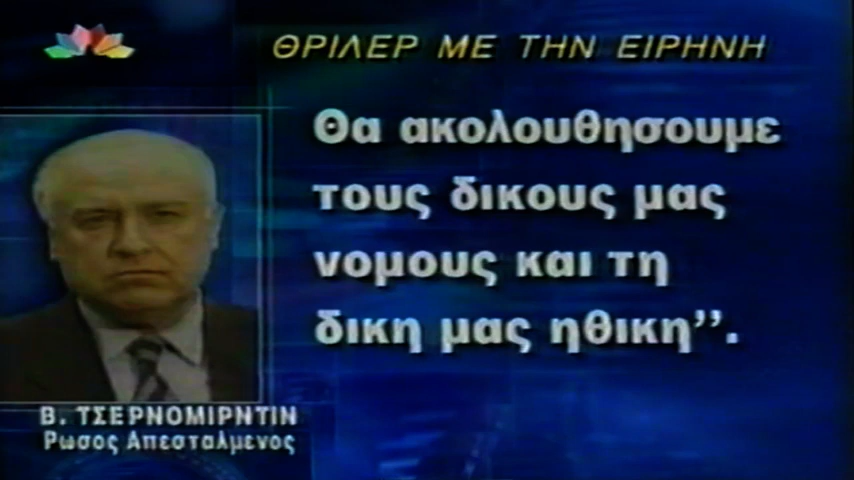 ΘΡΙΛΕΡ ΜΕ ΤΗΝ ΕΙΡΗΝΗ
Θα ακολουθησουμε
τους δικους μας
νομους και τη
δικη μας ηθικη”.
Β. ΤΣΕΡΝΟΜΙΡΝΤΙΝ
Ρωσος Απεσταλμενος